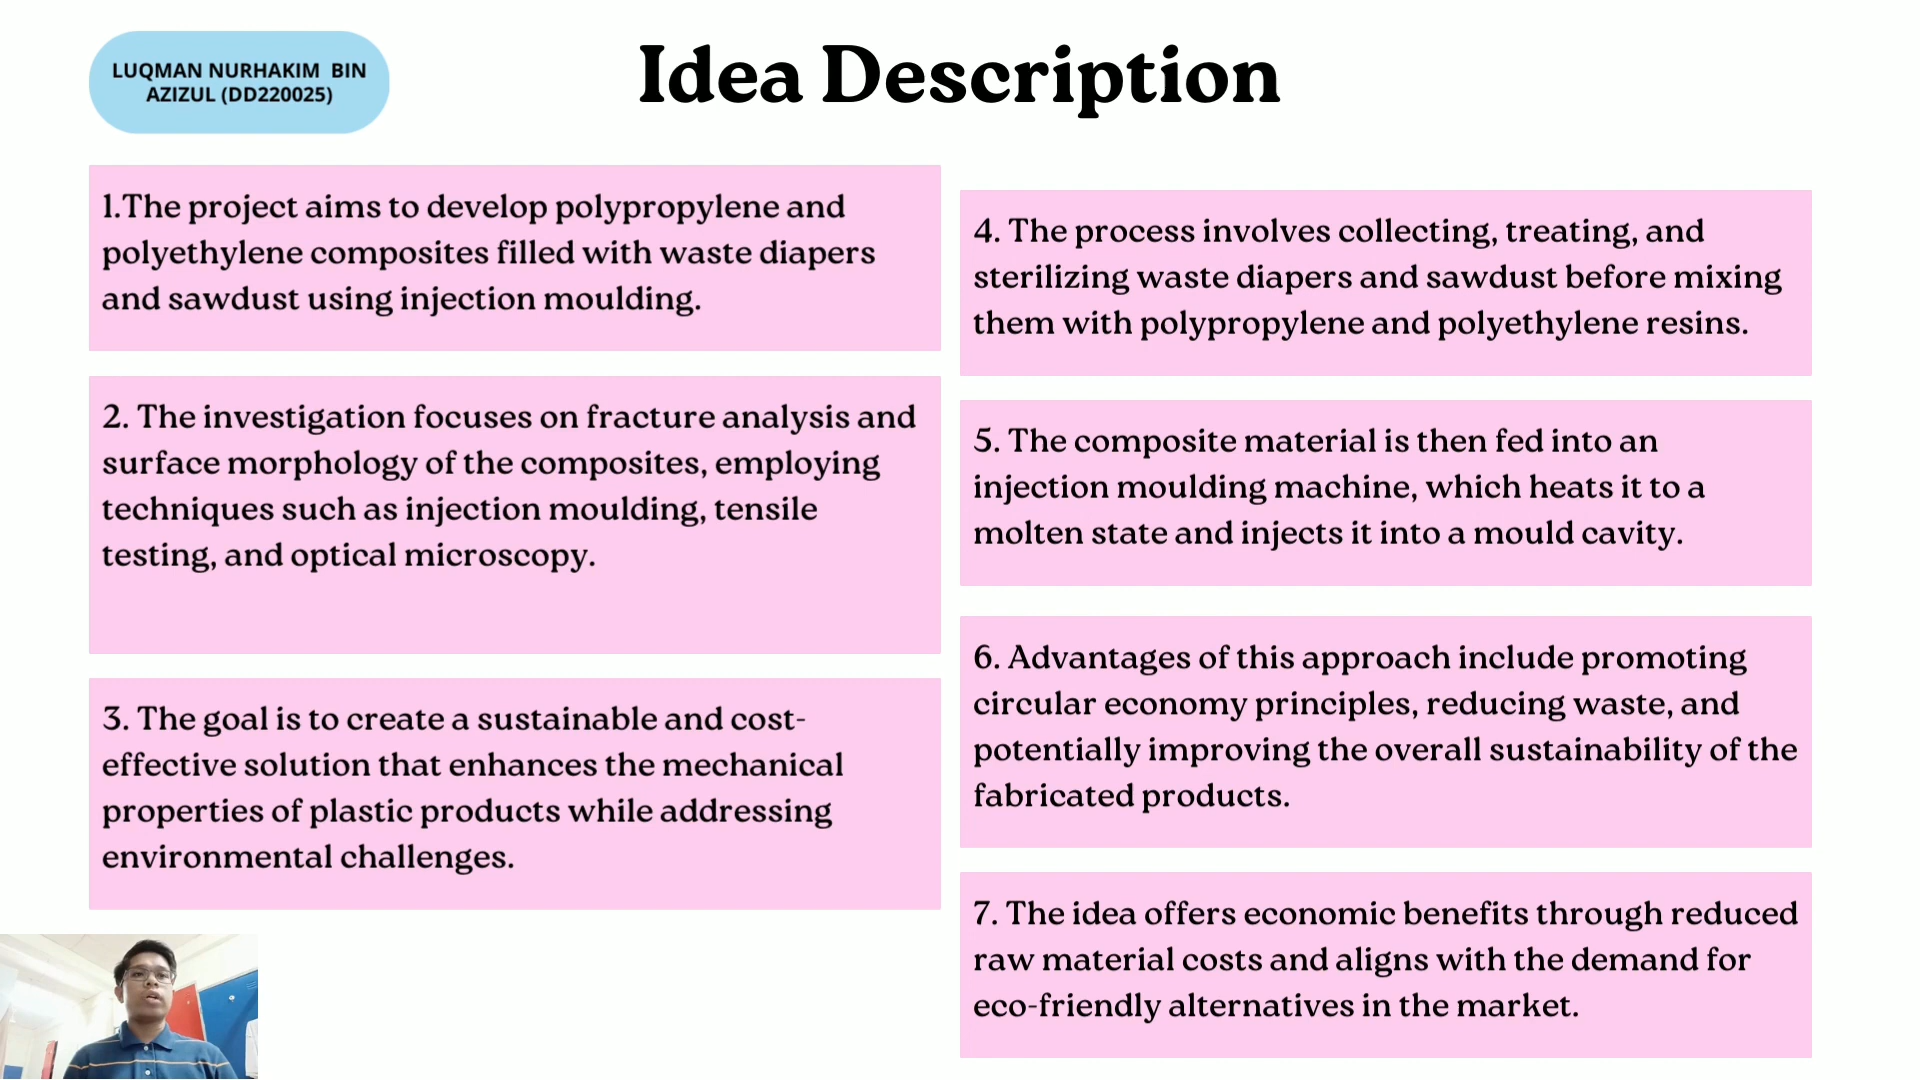 LUQMAN NURHAKIM BIN
AZIZUL (DD220025)
Idea Description
1.The project aims to develop polypropylene and
polyethylene composites filled with waste diapers
and sawdust using injection moulding.
2. The investigation focuses on fracture analysis and
surface morphology of the composites, employing
techniques such as injection moulding, tensile
testing, and optical microscopy.
3. The goal is to create a sustainable and cost-
effective solution that enhances the mechanical
properties of plastic products while addressing
environmental challenges.
4. The process involves collecting, treating, and
sterilizing waste diapers and sawdust before mixing
them with polypropylene and polyethylene resins.
5. The composite material is then fed into an
injection moulding machine, which heats it to a
molten state and injects it into a mould cavity.
6. Advantages of this approach include promoting
circular economy principles, reducing waste, and
potentially improving the overall sustainability of the
fabricated products.
7. The idea offers economic benefits through reduced
raw material costs and aligns with the demand for
eco-friendly alternatives in the market.